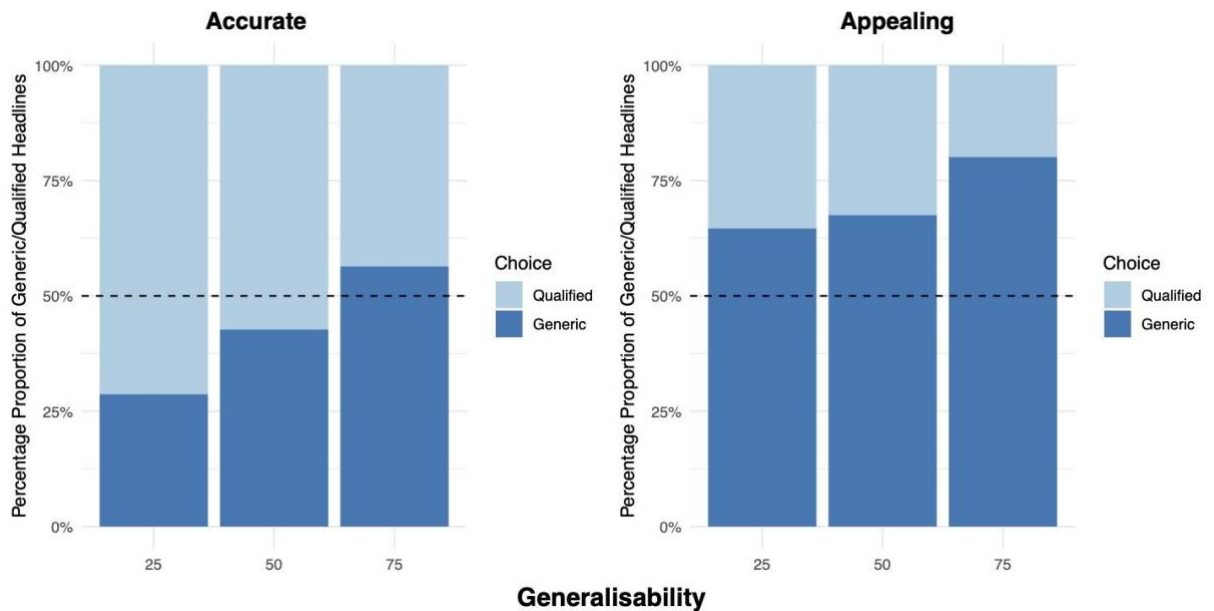 Accurate
Percentage Proportion of Generic/Qualified Headlines
100%
75%
50%
25%
0%
25
50
75
Choice
Qualified
Generic
Appealing
Percentage Proportion of Generic/Qualified Headlines
100%
75%
50%
25%
0%
25
50
75
Choice
Qualified
Generic
Generalisability